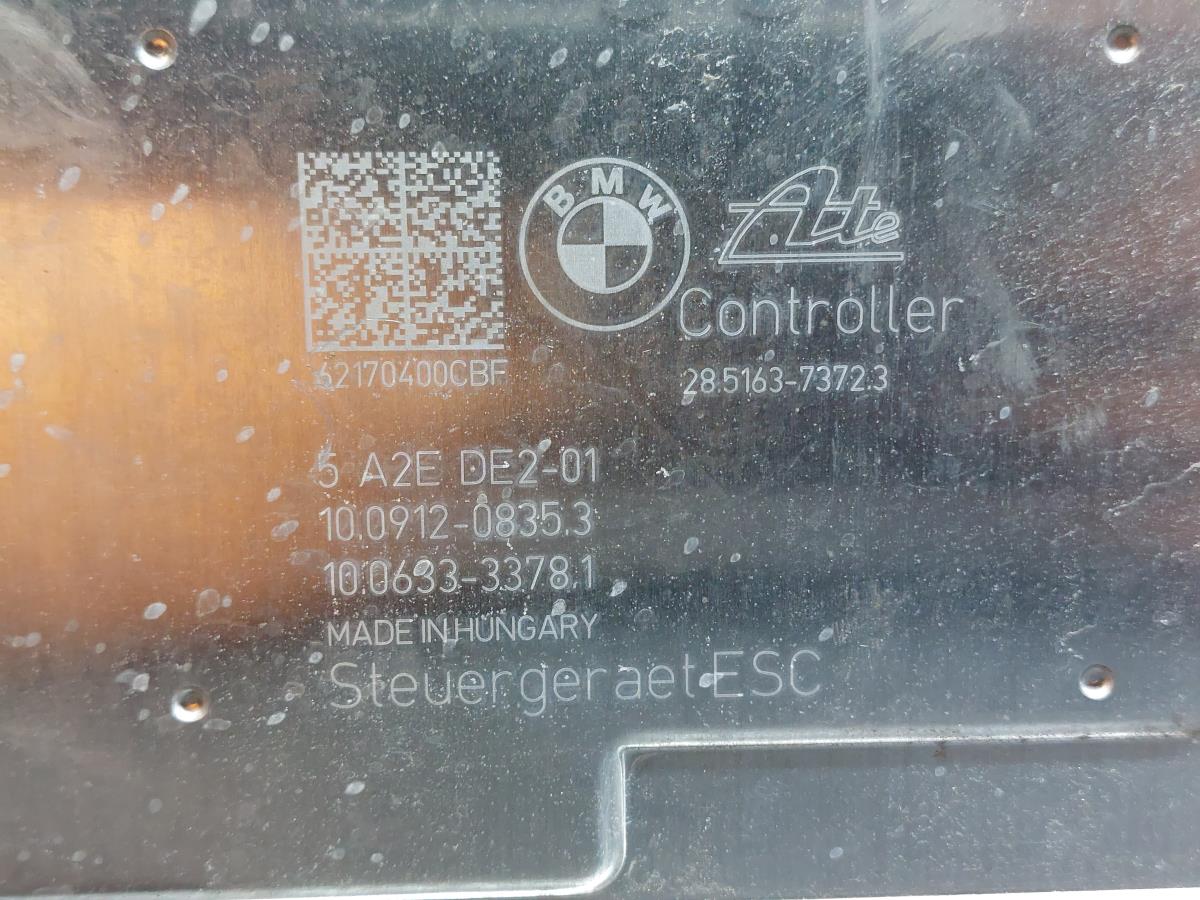 BMW
Ate
Controller
62170400CBF
28.5163-7372.3
5 A2E DE2-01
10.0912-0835.3
10.0633-3378.1
MADE IN HUNGARY
Steuergeraet ESC